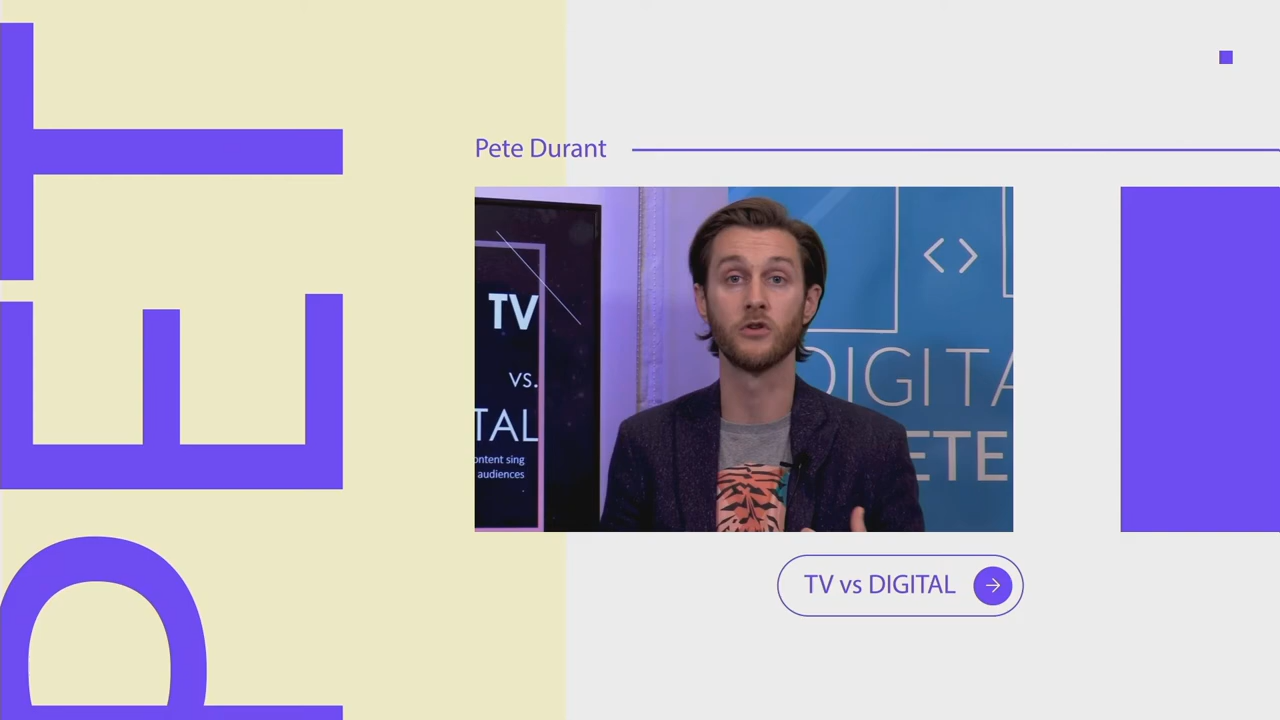 PET
Pete Durant
TV
vs.
TAL
ontent sing
audiences
< >
DIGITA
ETE
TV vs DIGITAL